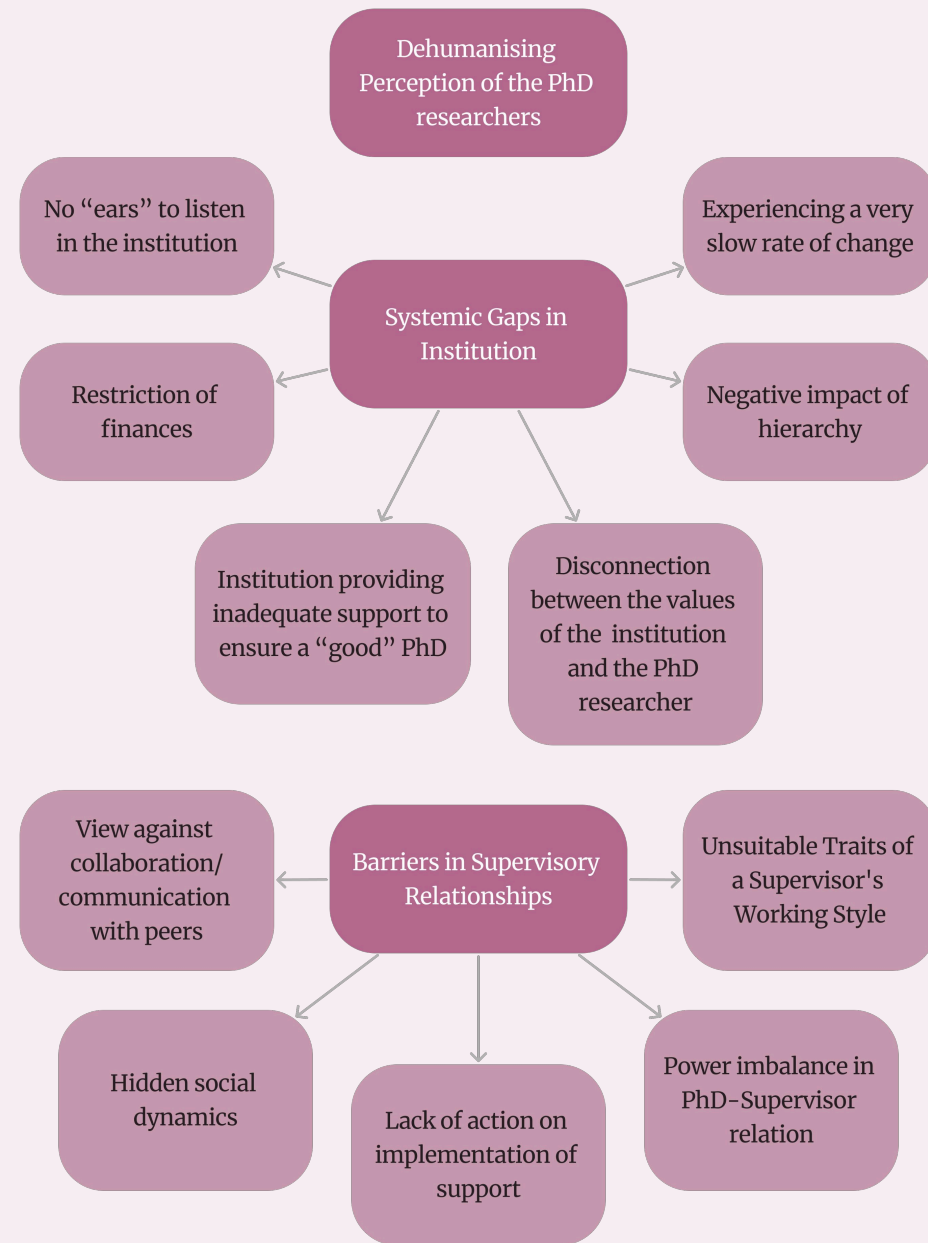 Dehumanising
Perception of the PhD
researchers
No “ears” to listen
in the institution
Experiencing a very
slow rate of change
Systemic Gaps in
Institution
Restriction of
finances
Negative impact of
hierarchy
Institution providing
inadequate support to
ensure a “good” PhD
Disconnection
between the values
of the institution
and the PhD
researcher
View against
collaboration/
communication
with peers
Barriers in Supervisory
Relationships
Unsuitable Traits of
a Supervisor's
Working Style
Hidden social
dynamics
Lack of action on
implementation of
support
Power imbalance in
PhD-Supervisor
relation